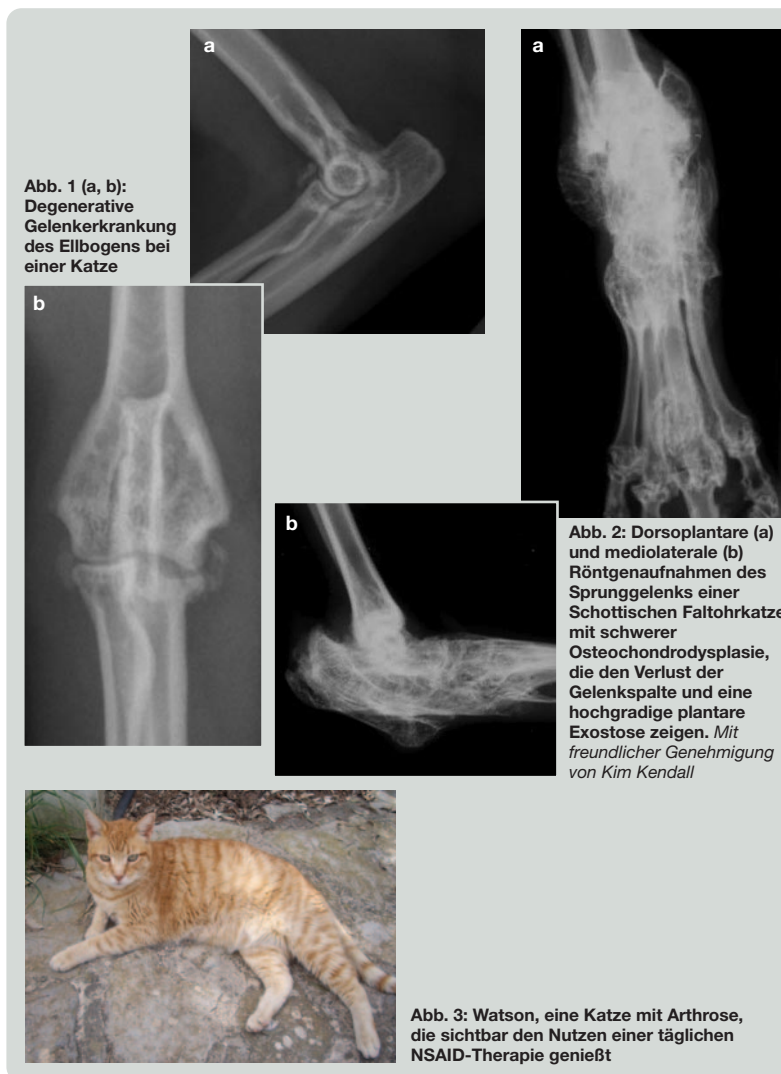 a
Abb. 1 (a, b):
Degenerative
Gelenkerkrankung
des Ellbogens bei
einer Katze
b
a
b
Abb. 2: Dorsoplantare (a)
und mediolaterale (b)
Röntgenaufnahmen des
Sprunggelenks einer
Schottischen Faltohrkatze
mit schwerer
Osteochondrodysplasie,
die den Verlust der
Gelenkspalte und eine
hochgradige plantare
Exostose zeigen. Mit
freundlicher Genehmigung
von Kim Kendall
Abb. 3: Watson, eine Katze mit Arthrose,
die sichtbar den Nutzen einer täglichen
NSAID-Therapie genießt